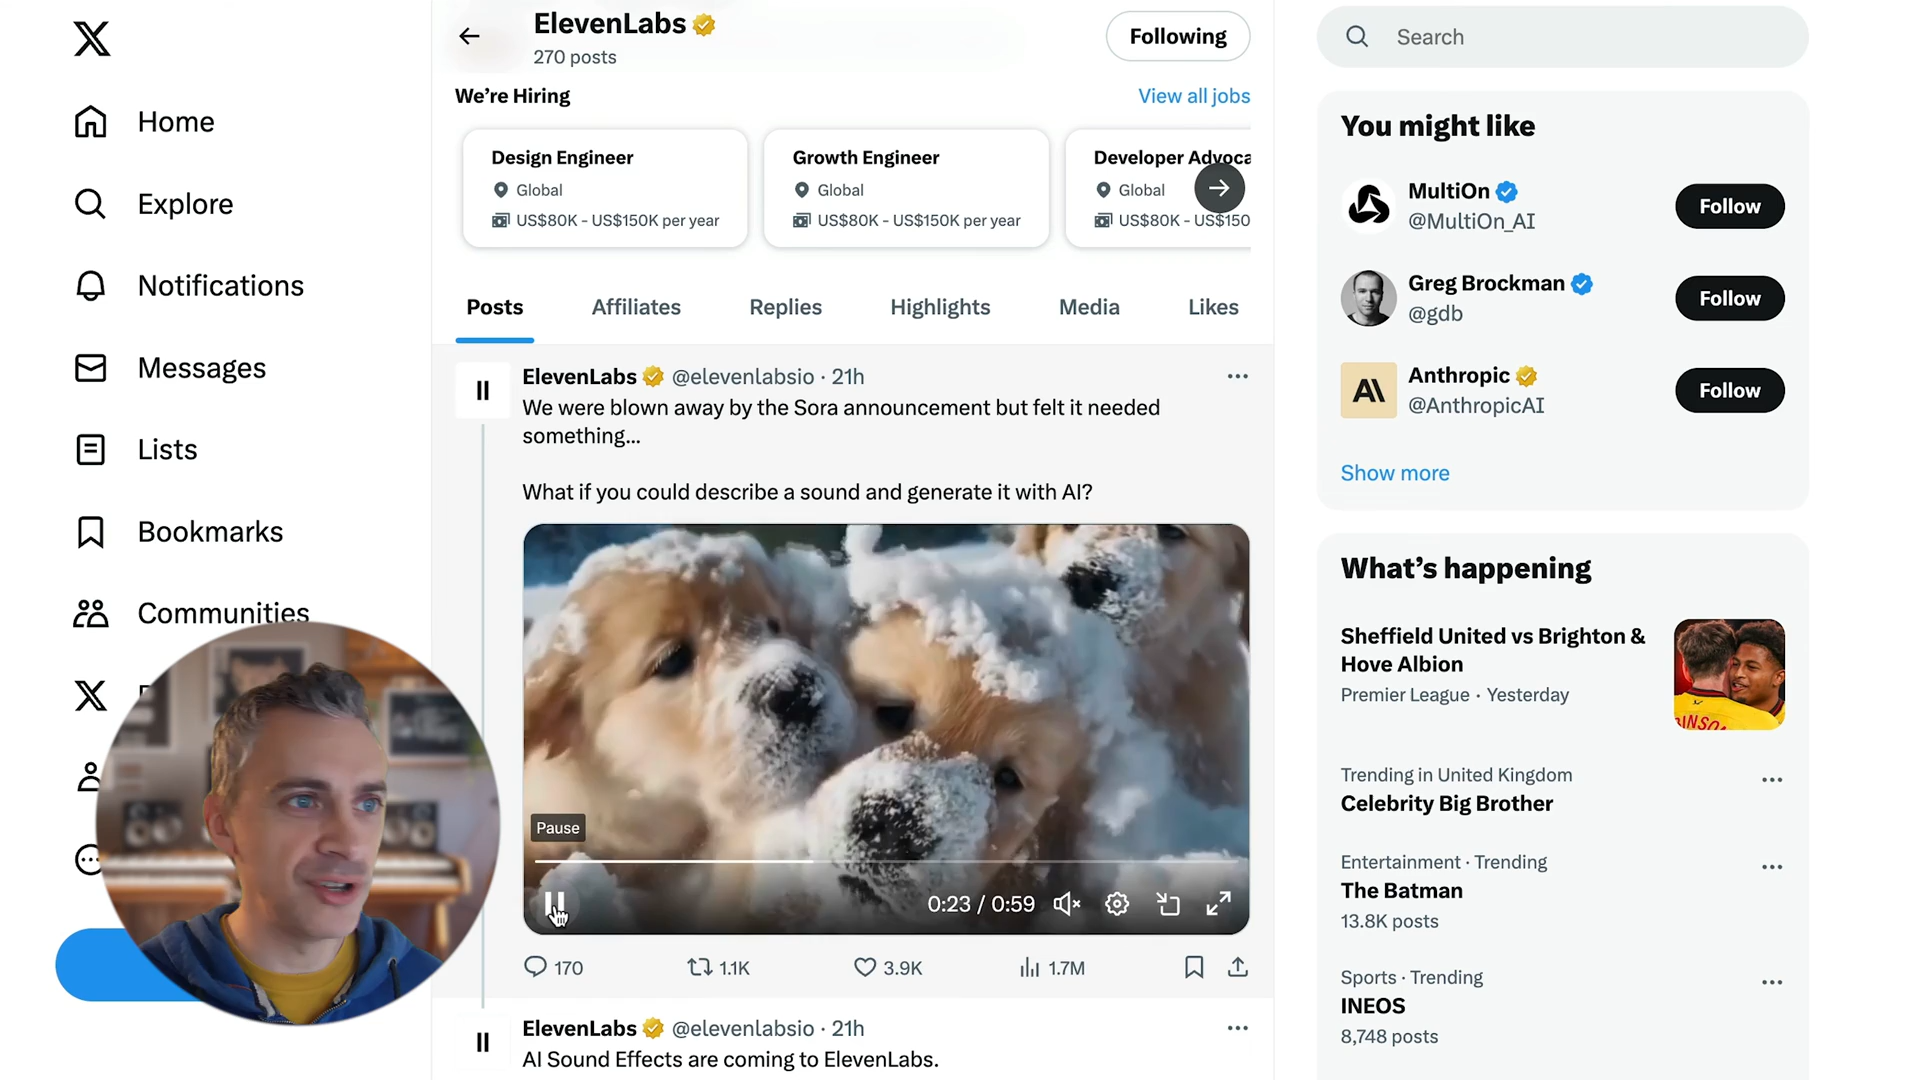 Home
Explore
Notifications
Messages
Lists
Bookmarks
Communities
ElevenLabs
270 posts
Following
We're Hiring
View all jobs
Design Engineer
Global
US$80K - US$150K per year
Growth Engineer
Global
US$80K - US$150K per year
Developer Advoca
Global
US$80K - US$150
Posts
Affiliates
Replies
Highlights
Media
Likes
ElevenLabs @elevenlabsio · 21h
We were blown away by the Sora announcement but felt it needed
something...
What if you could describe a sound and generate it with AI?
Pause
0:23 / 0:59
170
1.1K
3.9K
1.7M
ElevenLabs @elevenlabsio · 21h
AI Sound Effects are coming to ElevenLabs.
Search
You might like
MultiOn
@MultiOn_AI
Follow
Greg Brockman
@gdb
Follow
Anthropic
@AnthropicAI
Follow
Show more
What's happening
Sheffield United vs Brighton &
Hove Albion
Premier League · Yesterday
Trending in United Kingdom
Celebrity Big Brother
Entertainment · Trending
The Batman
13.8K posts
Sports · Trending
INEOS
8,748 posts